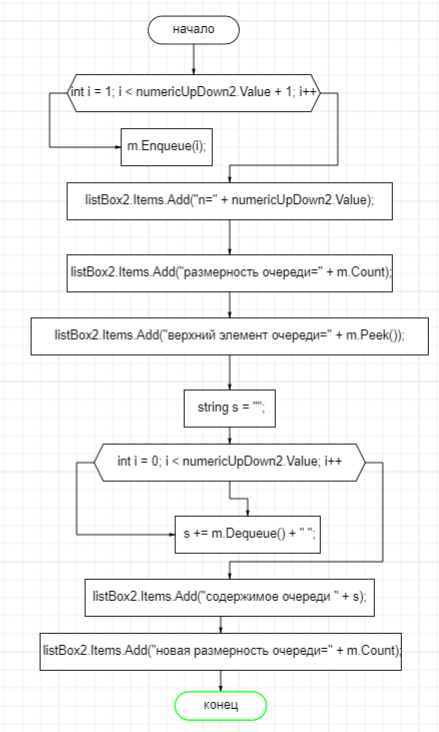 начало
int i = 1; i < numericUpDown2.Value + 1; i++
m.Enqueue(i);
listBox2.Items.Add("n=" + numericUpDown2.Value);
listBox2.Items.Add("размерность очереди=" + m.Count);
listBox2.Items.Add("верхний элемент очереди=" + m.Peek());
string s = "";
int i = 0; i < numericUpDown2.Value; i++
s += m.Dequeue() + " ";
listBox2.Items.Add("содержимое очереди " + s);
listBox2.Items.Add("новая размерность очереди=" + m.Count);
конец